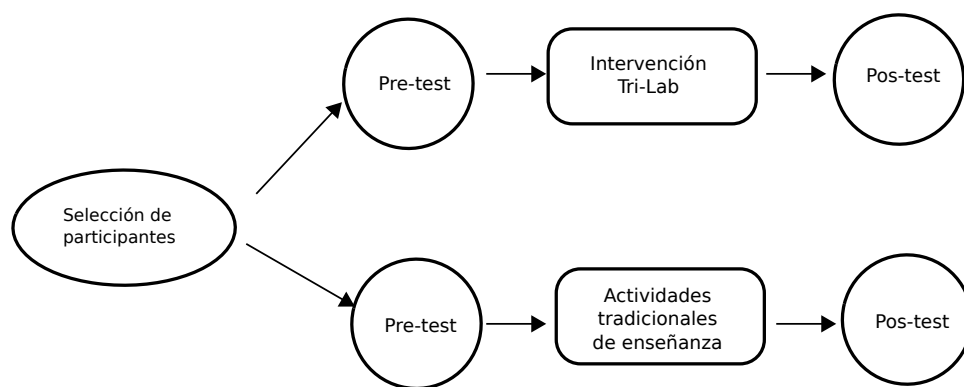 Pre-test
Intervención
Tri-Lab
Pos-test
Selección de
participantes
Pre-test
Actividades
tradicionales
de enseñanza
Pos-test